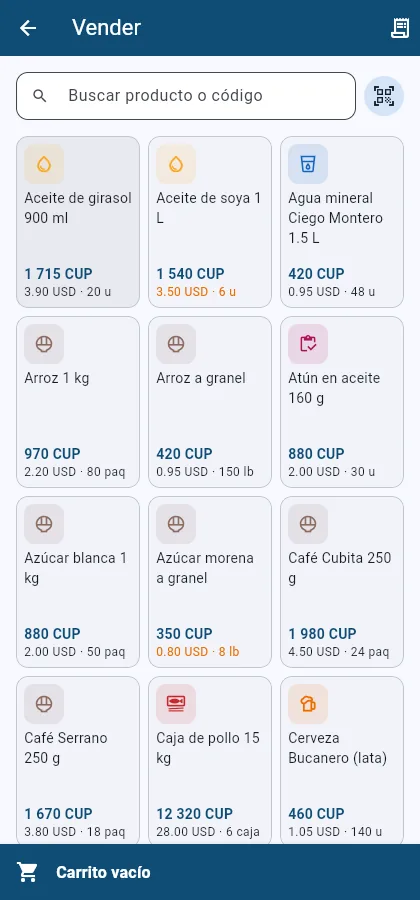 Vender
Buscar producto o código
Aceite de girasol
900 ml
1 715 CUP
3.90 USD · 20 u
Aceite de soya 1
L
1 540 CUP
3.50 USD · 6 u
Agua mineral
Ciego Montero
1.5 L
420 CUP
0.95 USD · 48 u
Arroz 1 kg
970 CUP
2.20 USD · 80 paq
Arroz a granel
420 CUP
0.95 USD · 150 lb
Atún en aceite
160 g
880 CUP
2.00 USD · 30 u
Azúcar blanca 1
kg
880 CUP
2.00 USD · 50 paq
Azúcar morena
a granel
350 CUP
0.80 USD · 8 lb
Café Cubita 250
g
1 980 CUP
4.50 USD · 24 paq
Café Serrano
250 g
1 670 CUP
3.80 USD · 18 paq
Caja de pollo 15
kg
12 320 CUP
28.00 USD · 6 caja
Cerveza
Bucanero (lata)
460 CUP
1.05 USD · 140 u
Carrito vacío